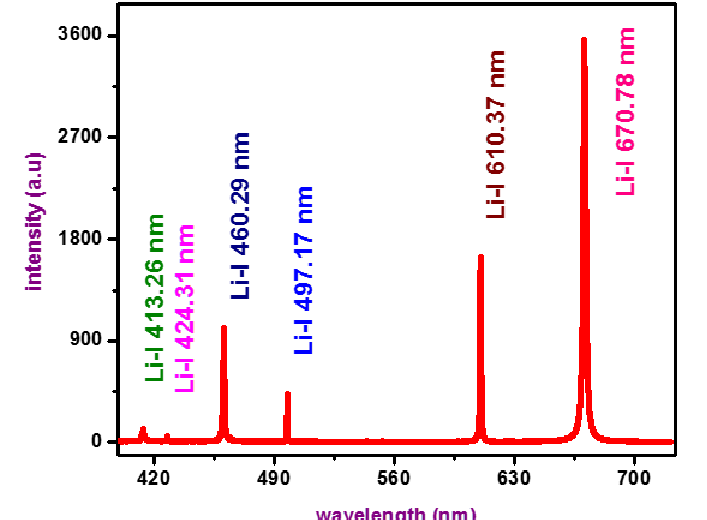 3600
2700
1800
900
0
intensity (a.u)
Li-I 413.26 nm
Li-I 424.31 nm
Li-I 460.29 nm
Li-I 497.17 nm
Li-I 610.37 nm
Li-I 670.78 nm
420 490 560 630 700
wavelength (nm)